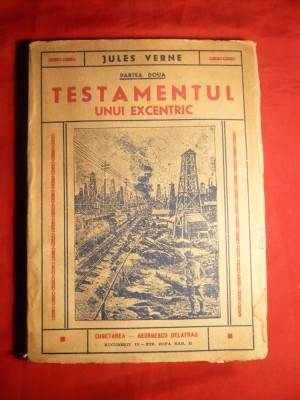 JULES VERNE
PARTEA DOUA
TESTAMENTUL
UNUI EXCENTRIC
CUGETAREA — GEORGESCU DELAFRAS
BUCUREȘTI IV — STR. POPA NAN, 21